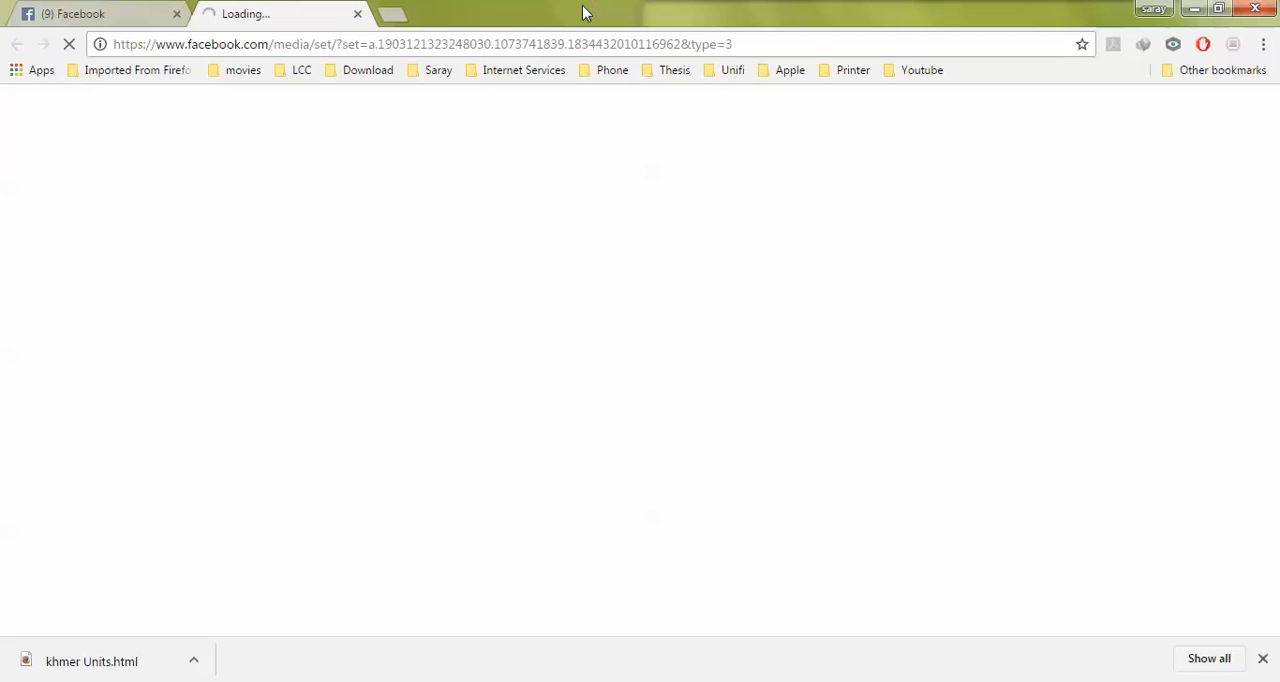 (9) Facebook Loading... saray
https://www.facebook.com/media/set/?set=a.1903121323248030.1073741839.100344320101169628&type=3
Apps Imported From Firefo movies LCC Download Saray Internet Services Phone Thesis Unifi Apple Printer Youtube Other bookmarks
khmer Units.html Show all